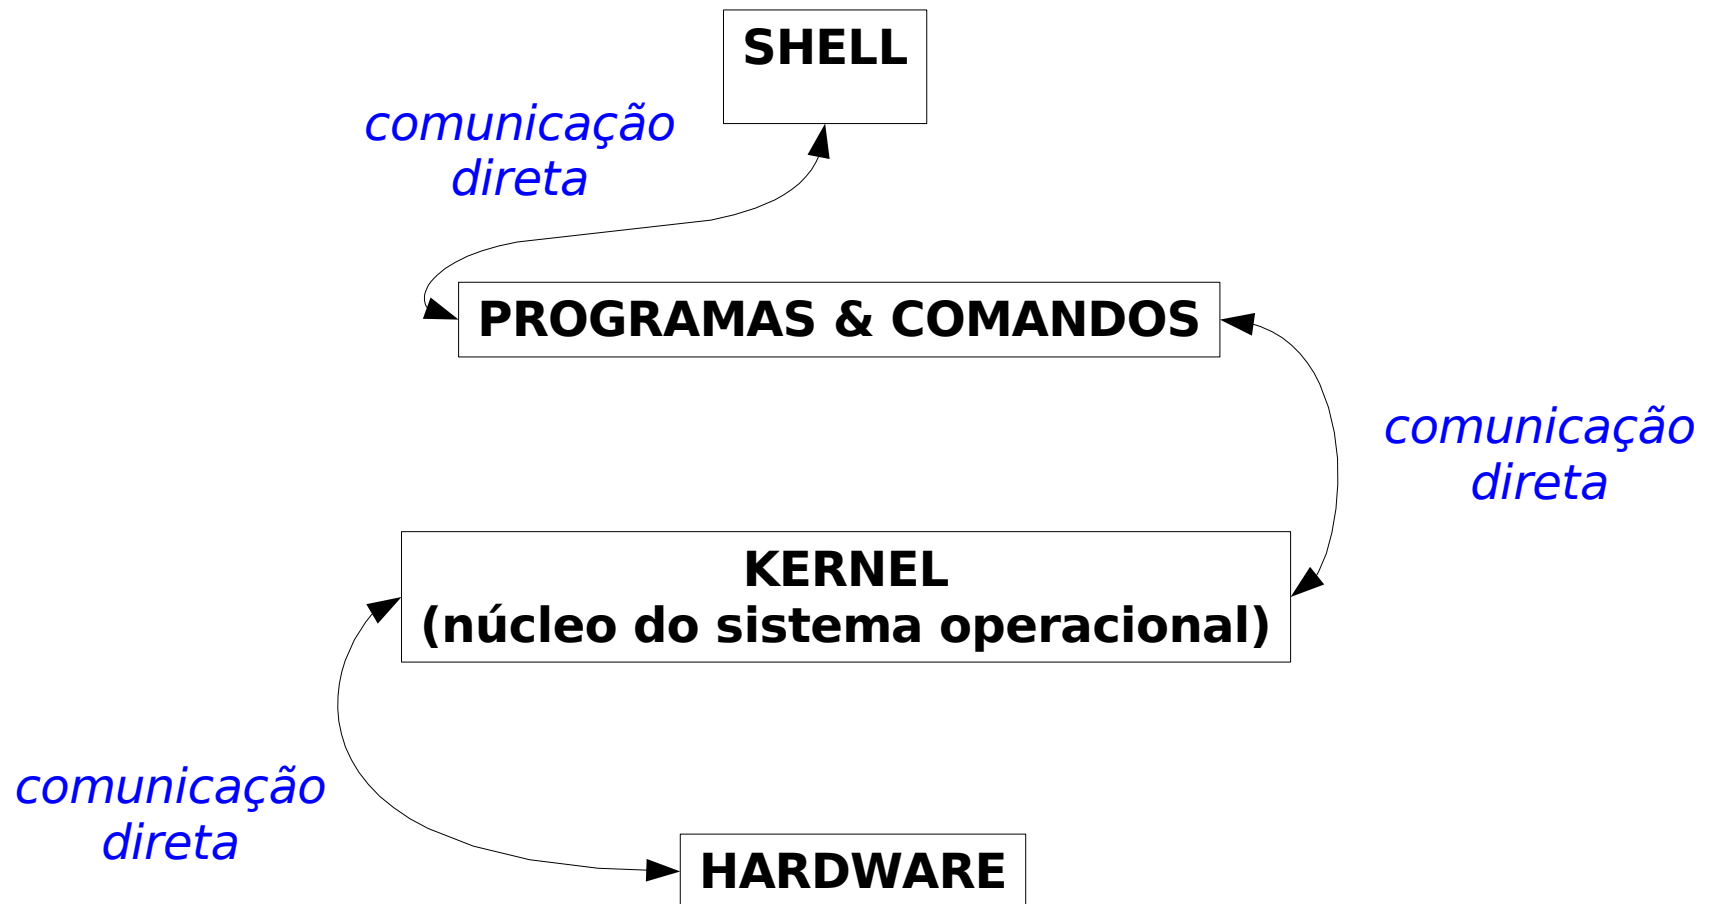 SHELL
comunicação
direta
PROGRAMAS & COMANDOS
comunicação
direta
KERNEL
(núcleo do sistema operacional)
comunicação
direta
HARDWARE